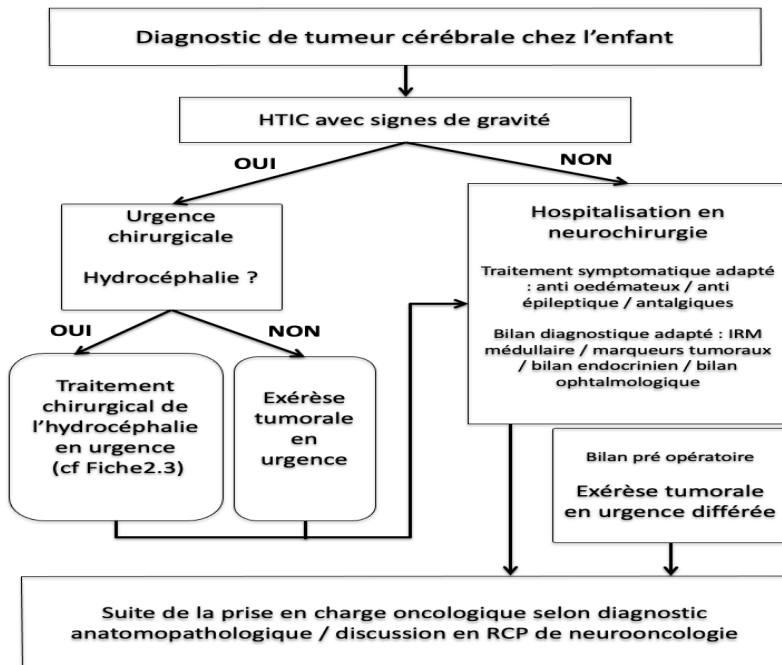 Diagnostic de tumeur cérébrale chez l'enfant
HTIC avec signes de gravité
OUI
NON
Urgence
chirurgicale
Hydrocéphalie ?
OUI
NON
Traitement
chirurgical de
l'hydrocéphalie
en urgence
(cf Fiche2.3)
Exérèse
tumorale
en
urgence
Hospitalisation en
neurochirurgie
Traitement symptomatique adapté
: anti oedémateux / anti
épileptique / antalgiques
Bilan diagnostique adapté : IRM
médullaire / marqueurs tumoraux
/ bilan endocrinien / bilan
ophtalmologique
Bilan pré opératoire
Exérèse tumorale
en urgence différée
Suite de la prise en charge oncologique selon diagnostic
anatomopathologique / discussion en RCP de neurooncologie